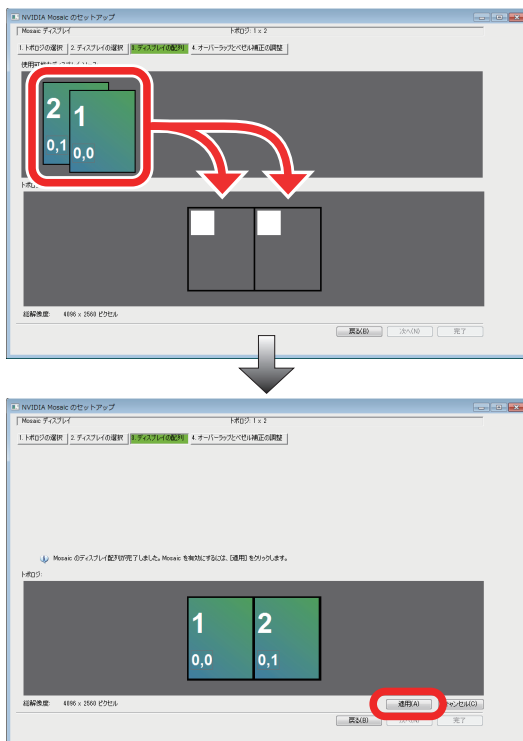 NVIDIA Mosaic のセットアップ
Mosaic ディスプレイ
トポロジ: 1 x 2
1. トポロジの選択 2. ディスプレイの選択 3. ディスプレイの配列 4. オーバーラップとベゼル補正の調整
2 1
0,1 0,0
総解像度: 4096 x 2560 ピクセル
戻る(B) 次へ(N) 完了
NVIDIA Mosaic のセットアップ
Mosaic ディスプレイ
トポロジ: 1 x 2
1. トポロジの選択 2. ディスプレイの選択 3. ディスプレイの配列 4. オーバーラップとベゼル補正の調整
Mosaic のディスプレイ配列が完了しました。Mosaic を有効にするには、[適用] をクリックします。
トポロジ:
1 2
0,0 0,1
総解像度: 4096 x 2560 ピクセル
適用(A) キャンセル(C)
戻る(B) 次へ(N) 完了